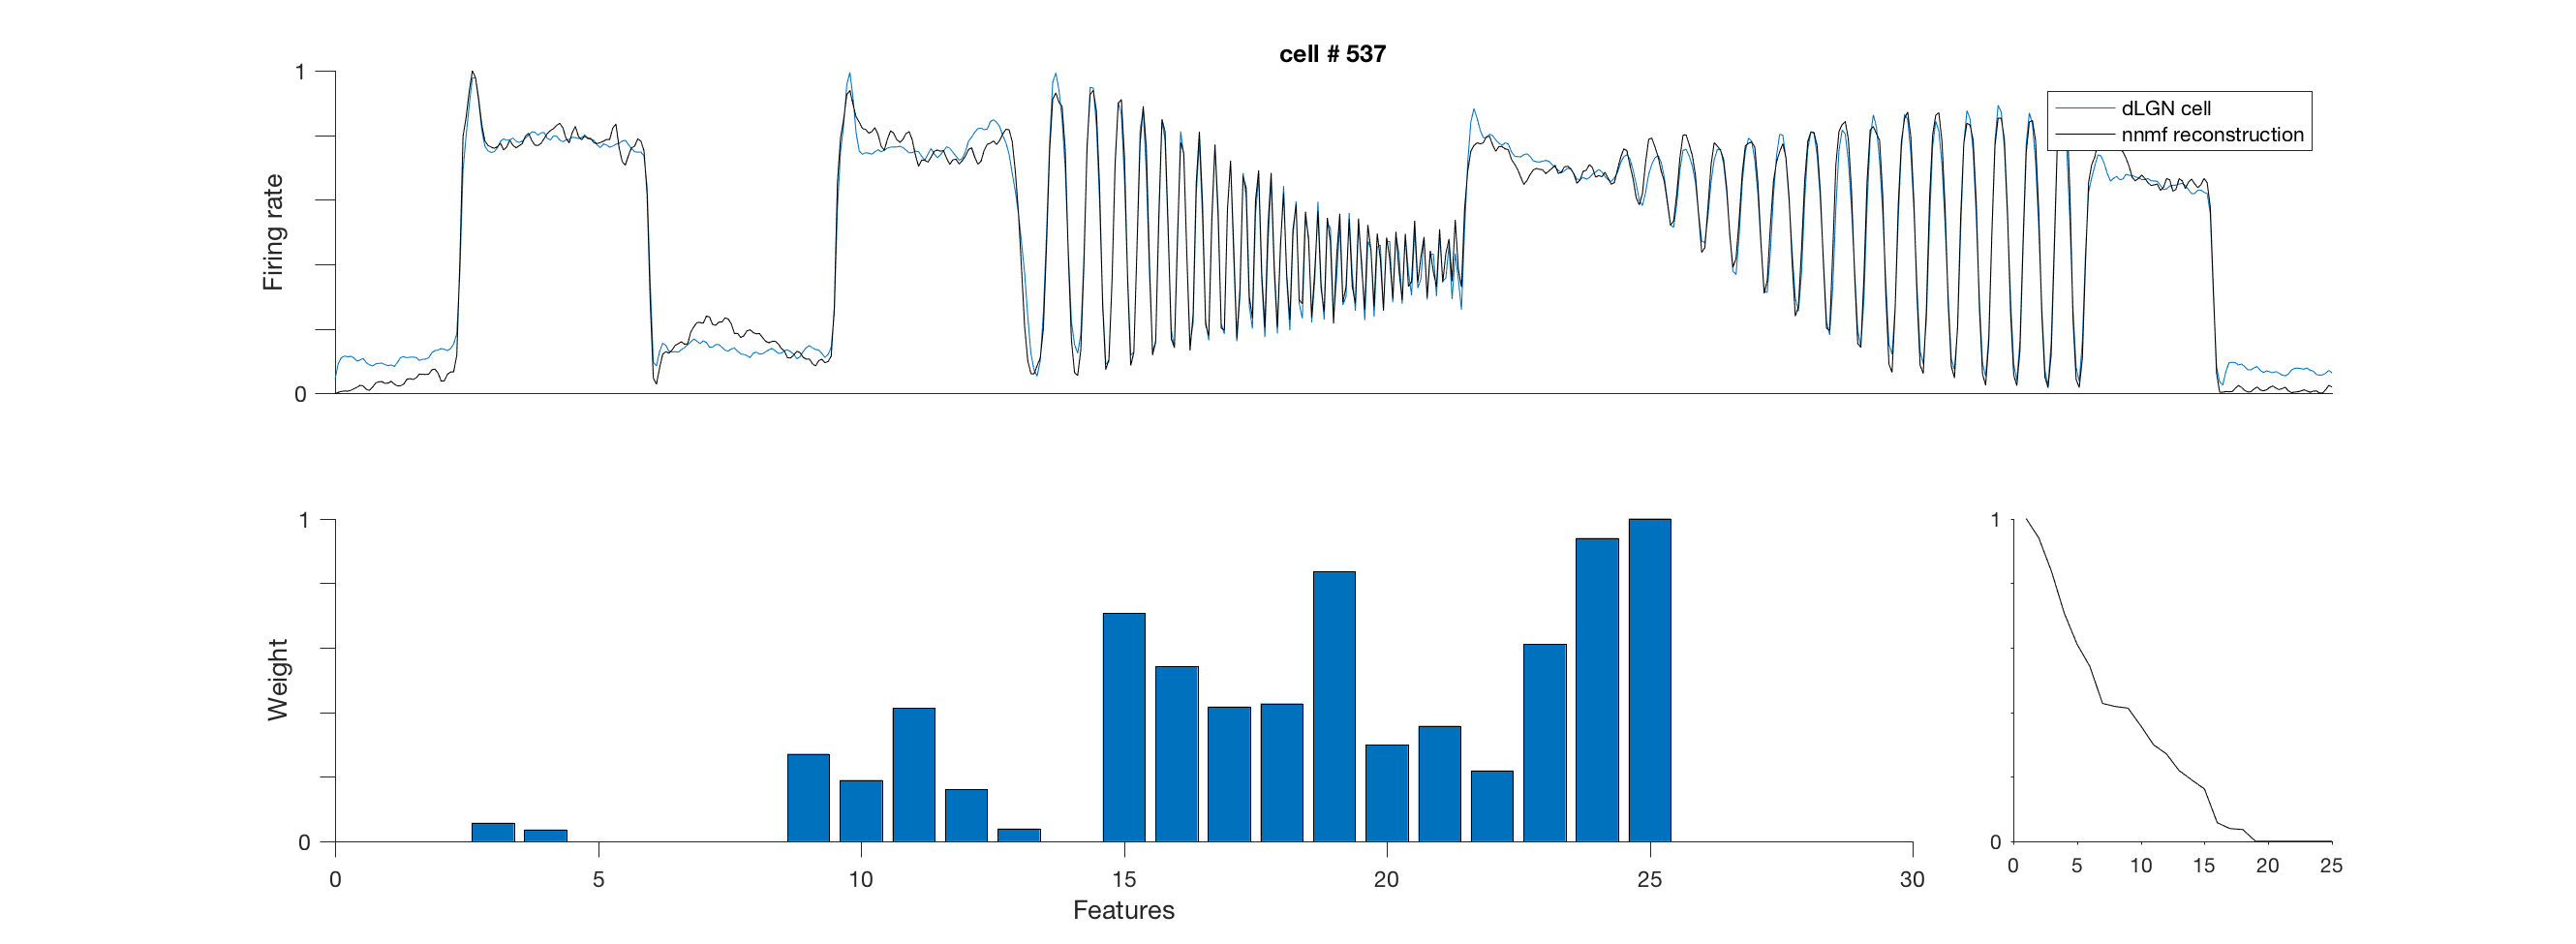 cell # 537
1
dLGN cell
nnmf reconstruction
Firing rate
0
1
Weight
0
0 5 10 15 20 25 30
Features
1
0
0 5 10 15 20 25